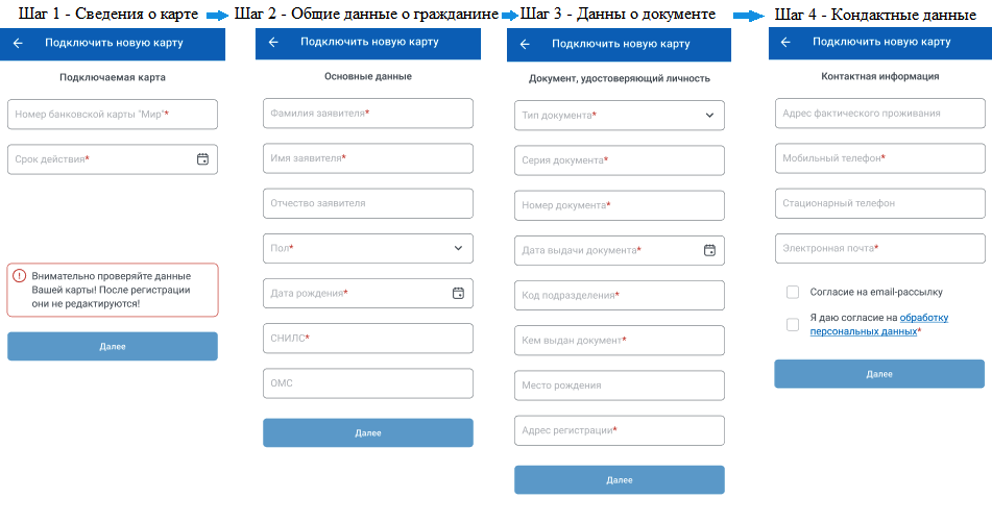 Шаг 1 - Сведения о карте
Шаг 2 - Общие данные о гражданине
Шаг 3 - Данны о документе
Шаг 4 - Кондактные данные
Подключить новую карту
Подключаемая карта
Номер банковской карты "Мир"*
Срок действия*
Внимательно проверяйте данные
Вашей карты! После регистрации
они не редактируются!
Далее
Подключить новую карту
Основные данные
Фамилия заявителя*
Имя заявителя*
Отчество заявителя
Пол*
Дата рождения*
СНИЛС*
ОМС
Далее
Подключить новую карту
Документ, удостоверяющий личность
Тип документа*
Серия документа*
Номер документа*
Дата выдачи документа*
Код подразделения*
Кем выдан документ*
Место рождения
Адрес регистрации*
Далее
Подключить новую карту
Контактная информация
Адрес фактического проживания
Мобильный телефон*
Стационарный телефон
Электронная почта*
Согласие на email-рассылку
Я даю согласие на обработку
персональных данных*
Далее